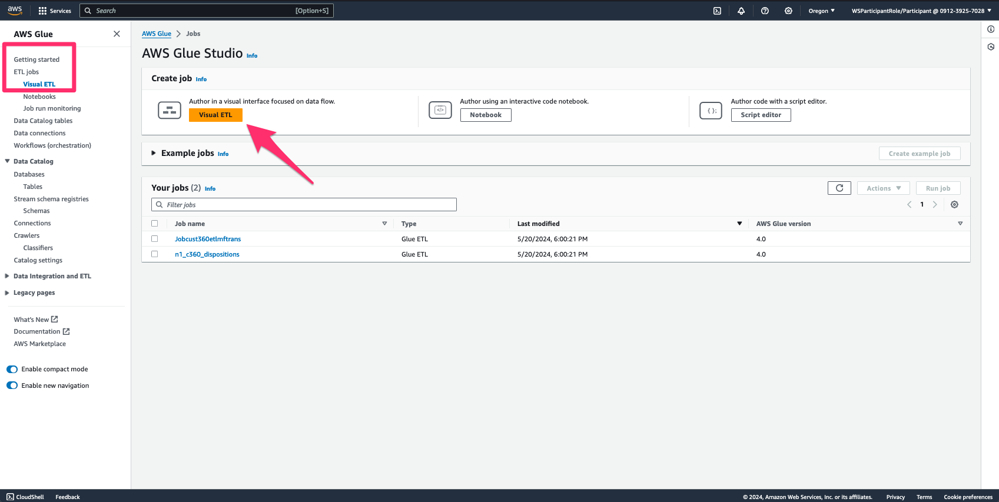 aws Services Search [Option+S] Oregon WSParticipantRole/Participant @ 0912-3925-7028
AWS Glue
Getting started
ETL jobs
Visual ETL
Notebooks
Job run monitoring
Data Catalog tables
Data connections
Workflows (orchestration)
Data Catalog
Databases
Tables
Stream schema registries
Schemas
Connections
Crawlers
Classifiers
Catalog settings
Data Integration and ETL
Legacy pages
What's New
Documentation
AWS Marketplace
Enable compact mode
Enable new navigation
AWS Glue > Jobs
AWS Glue Studio Info
Create job Info
Author in a visual interface focused on data flow.
Visual ETL
Author using an interactive code notebook.
Notebook
Author code with a script editor.
Script editor
Example jobs Info Create example job
Your jobs (2) Info Actions Run job
Filter jobs 1
Job name Type Last modified AWS Glue version
Jobcust360etlmftrans Glue ETL 5/20/2024, 6:00:21 PM 4.0
n1_c360_dispositions Glue ETL 5/20/2024, 6:00:21 PM 4.0
CloudShell Feedback © 2024, Amazon Web Services, Inc. or its affiliates. Privacy Terms Cookie preferences